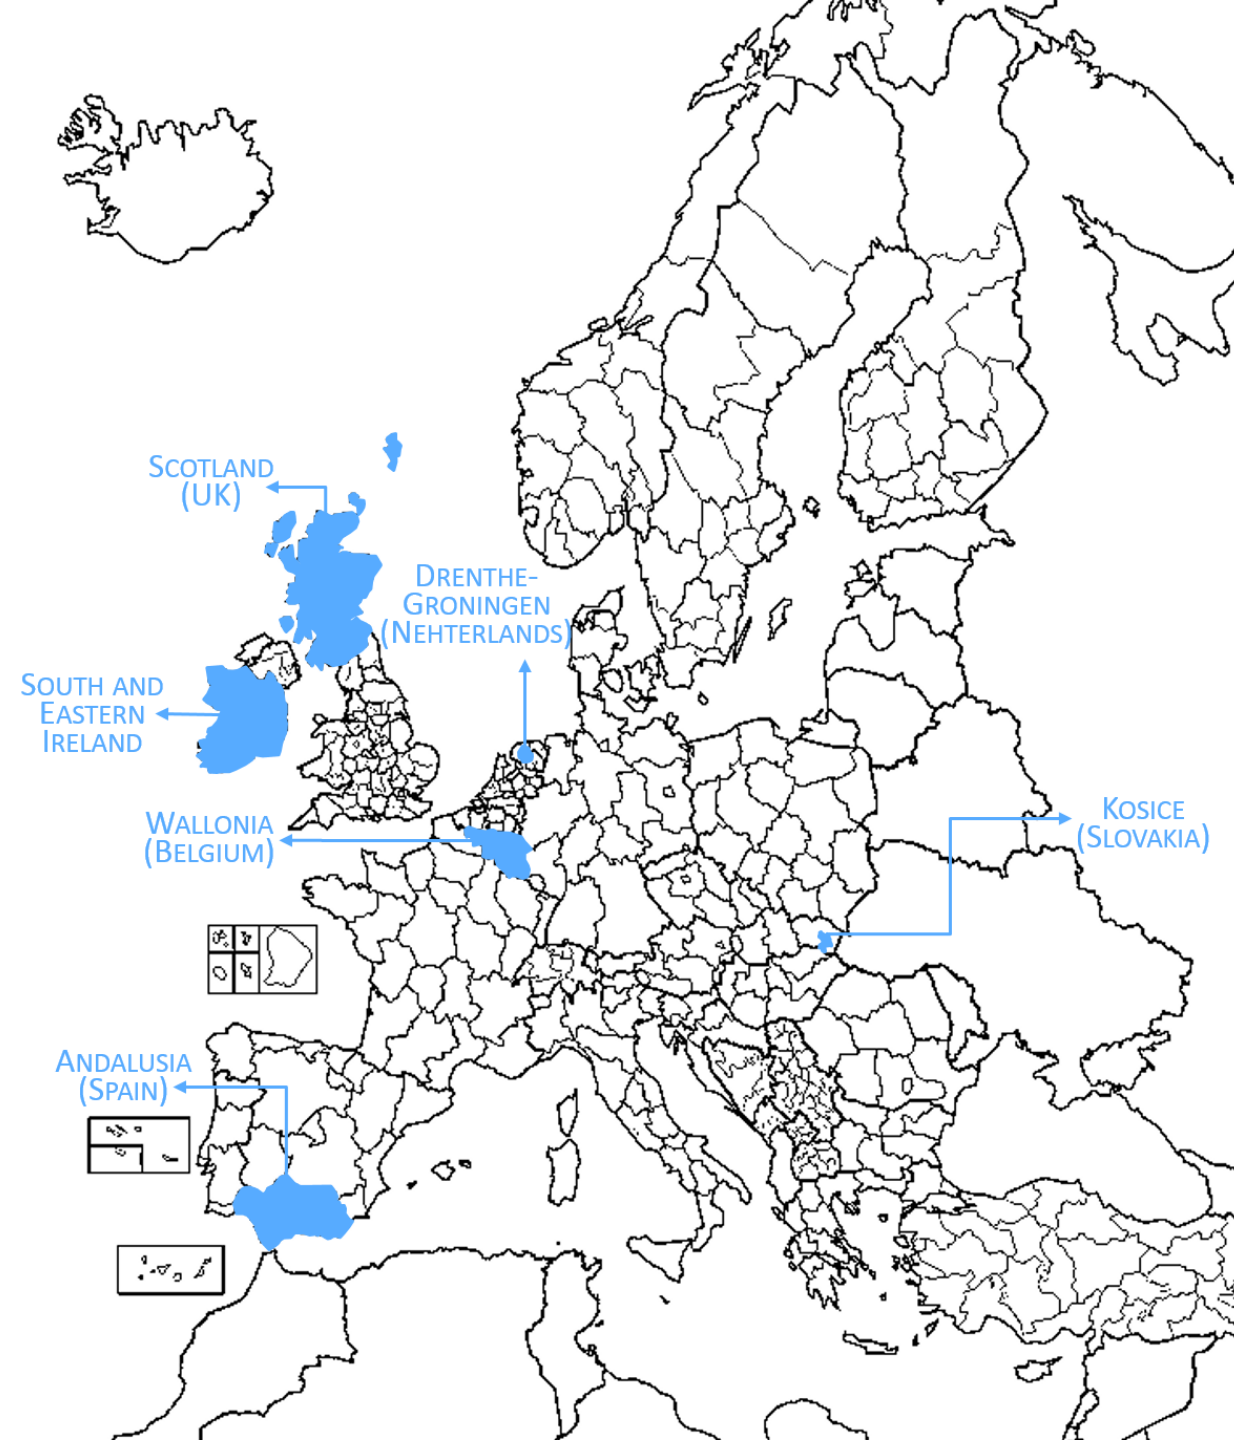 SCOTLAND
(UK)
DRENTHE-
GRONINGEN
(NEHTERLANDS)
SOUTH AND
EASTERN
IRELAND
WALLONIA
(BELGIUM)
KOSICE
(SLOVAKIA)
ANDALUSIA
(SPAIN)